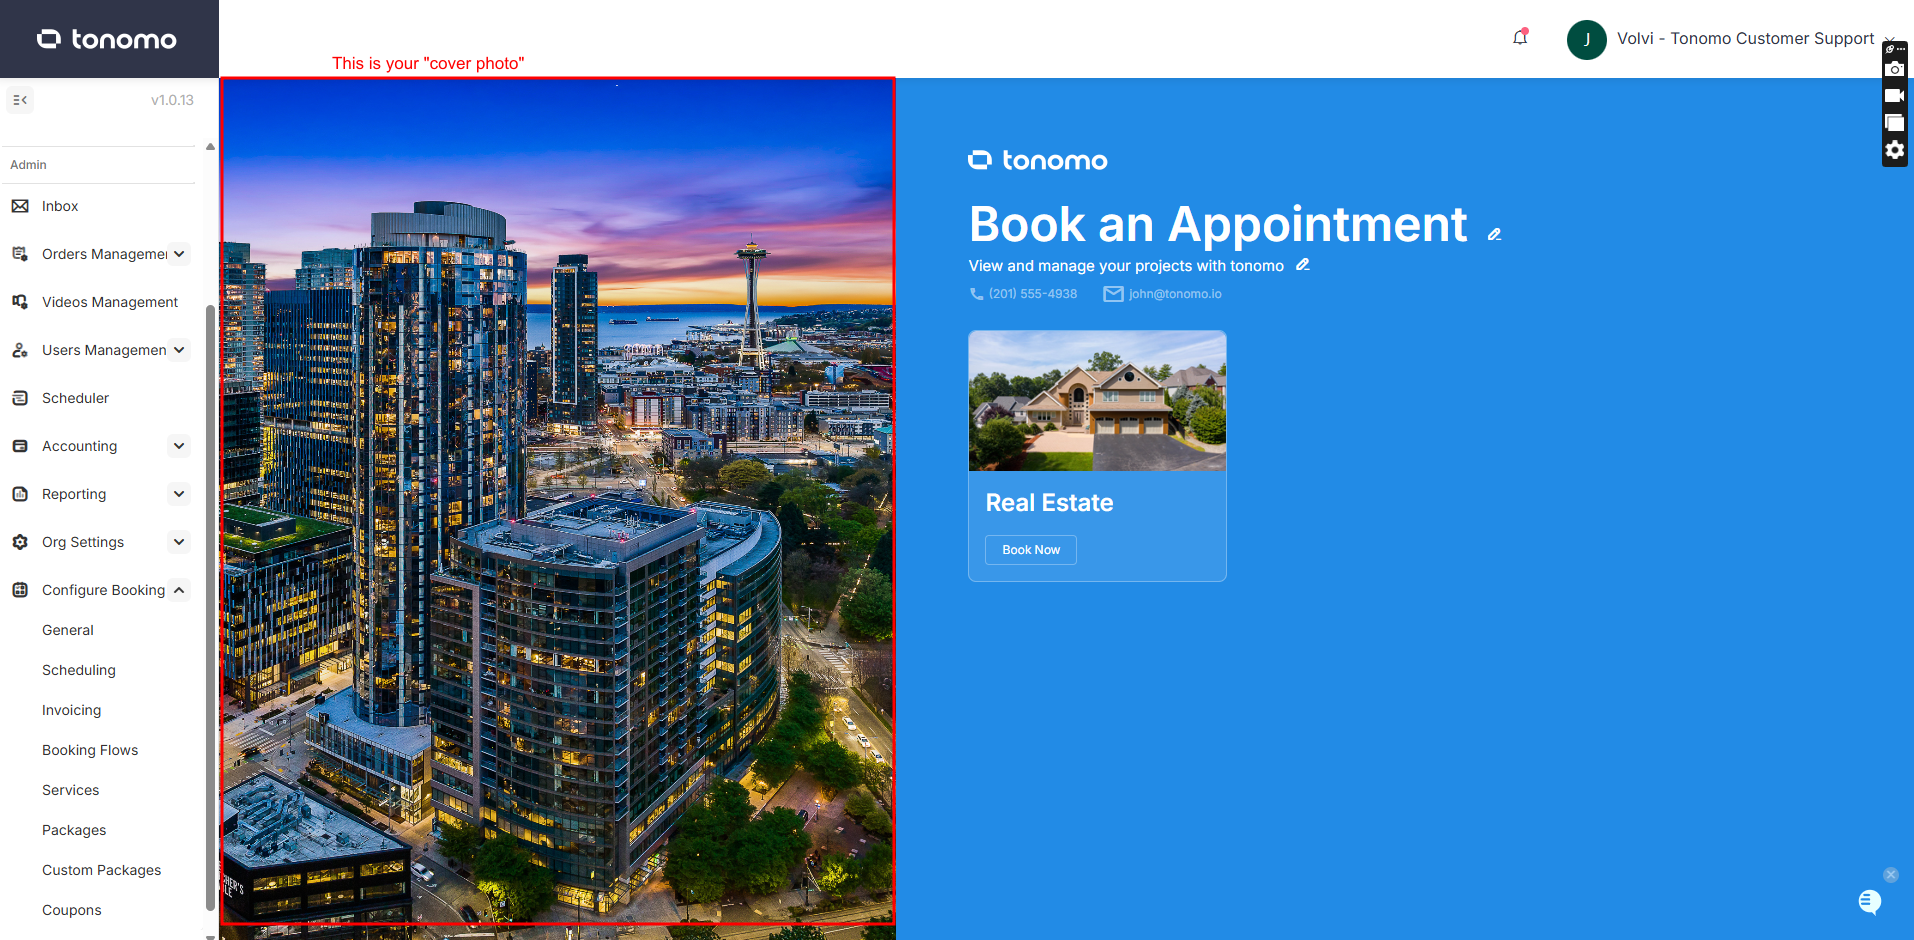 tonomo
This is your "cover photo"
J
Volvi - Tonomo Customer Support
v1.0.13
Admin
Inbox
Orders Managemen
Videos Management
Users Managemen
Scheduler
Accounting
Reporting
Org Settings
Configure Booking
General
Scheduling
Invoicing
Booking Flows
Services
Packages
Custom Packages
Coupons
tonomo
Book an Appointment
View and manage your projects with tonomo
(201) 555-4938
john@tonomo.io
Real Estate
Book Now